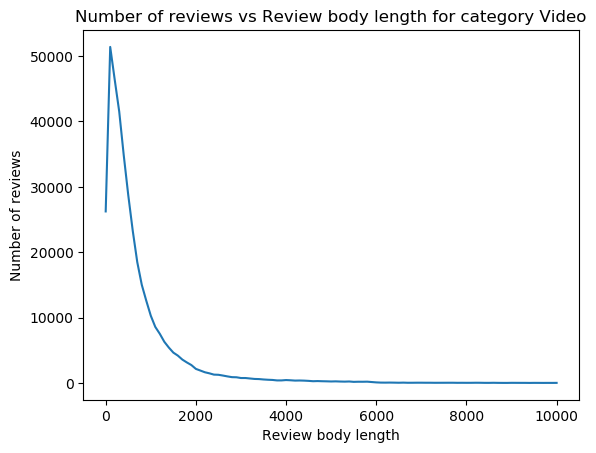 Number of reviews vs Review body length for category Video
50000
40000
30000
20000
10000
0
Number of reviews
0 2000 4000 6000 8000 10000
Review body length